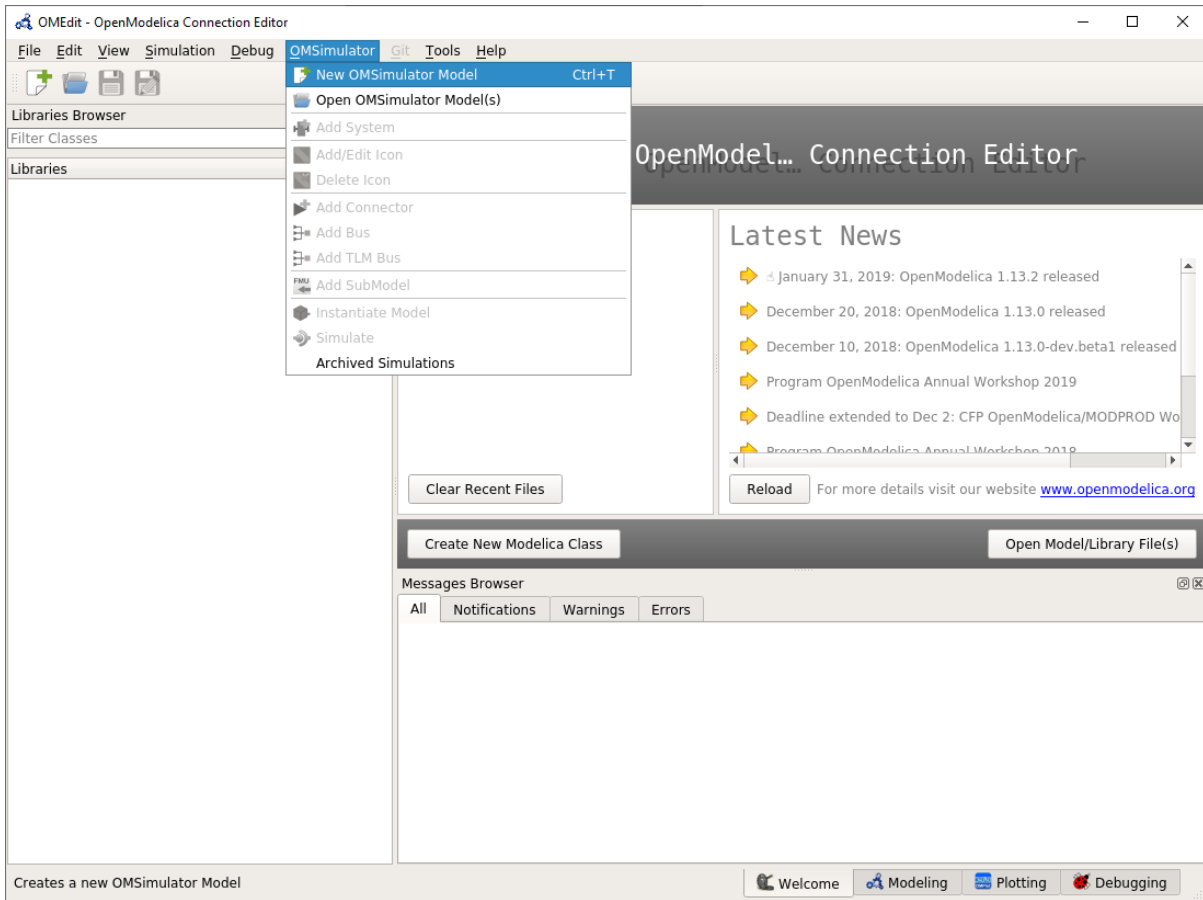 OMEdit - OpenModelica Connection Editor
File Edit View Simulation Debug OMSimulator Git Tools Help
New OMSimulator Model Ctrl+T
Open OMSimulator Model(s)
Add System
Add/Edit Icon
Delete Icon
Add Connector
Add Bus
Add TLM Bus
FMU Add SubModel
Instantiate Model
Simulate
Archived Simulations
Libraries Browser
Filter Classes
Libraries
OpenModel... Connection Editor
Latest News
January 31, 2019: OpenModelica 1.13.2 released
December 20, 2018: OpenModelica 1.13.0 released
December 10, 2018: OpenModelica 1.13.0-dev.beta1 released
Program OpenModelica Annual Workshop 2019
Deadline extended to Dec 2: CFP OpenModelica/MODPROD Wo
Program OpenModelica Annual Workshop 2018
Clear Recent Files
Reload For more details visit our website www.openmodelica.org
Create New Modelica Class Open Model/Library File(s)
Messages Browser
All Notifications Warnings Errors
Creates a new OMSimulator Model
Welcome Modeling Plotting Debugging